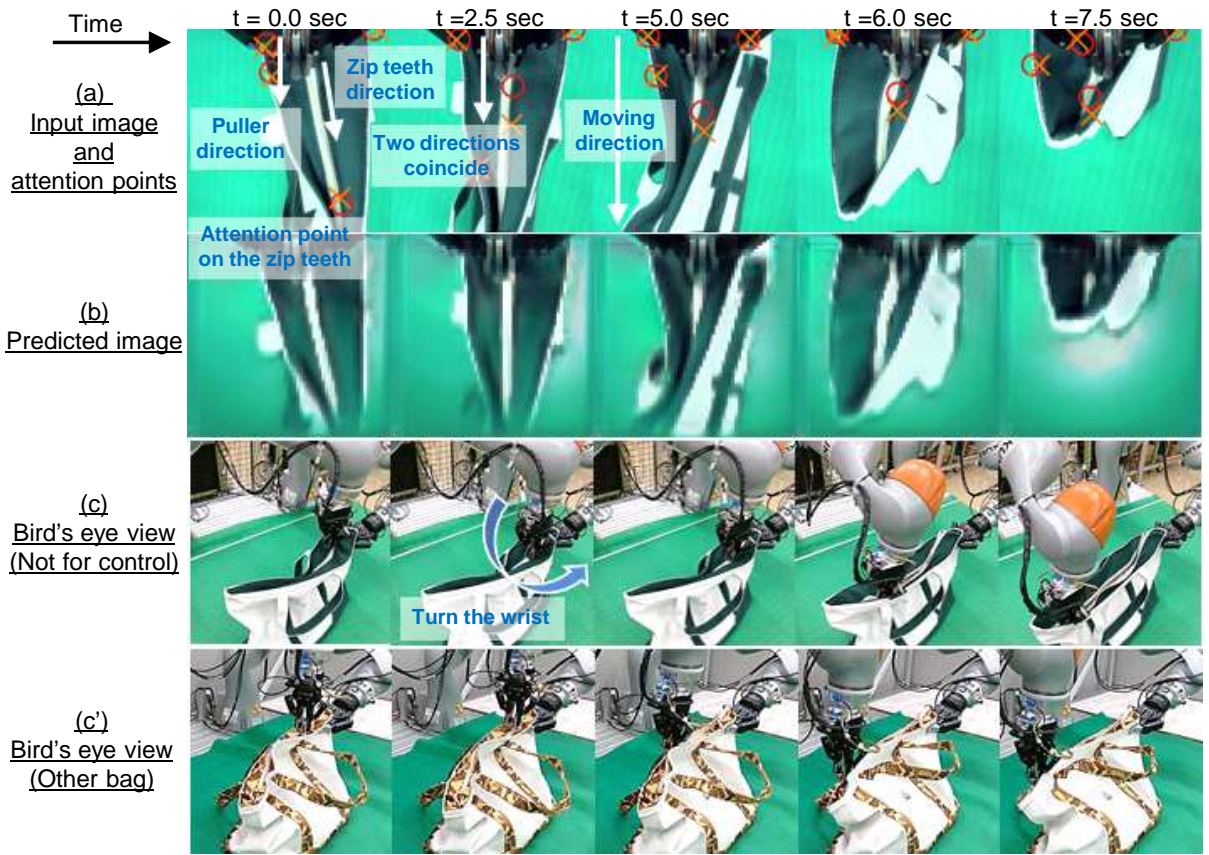 Time
t = 0.0 sec
t =2.5 sec
t =5.0 sec
t =6.0 sec
t =7.5 sec
(a)
Input image
and
attention points
Puller
direction
Zip teeth
direction
Two directions
coincide
Moving
direction
Attention point
on the zip teeth
(b)
Predicted image
(c)
Bird's eye view
(Not for control)
Turn the wrist
(c')
Bird's eye view
(Other bag)